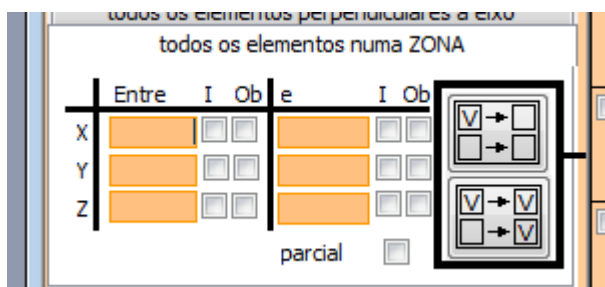 todos os elementos perpendiculares a eixo
todos os elementos numa ZONA
Entre I Ob e I Ob
X
Y
Z
parcial
V
V V
V